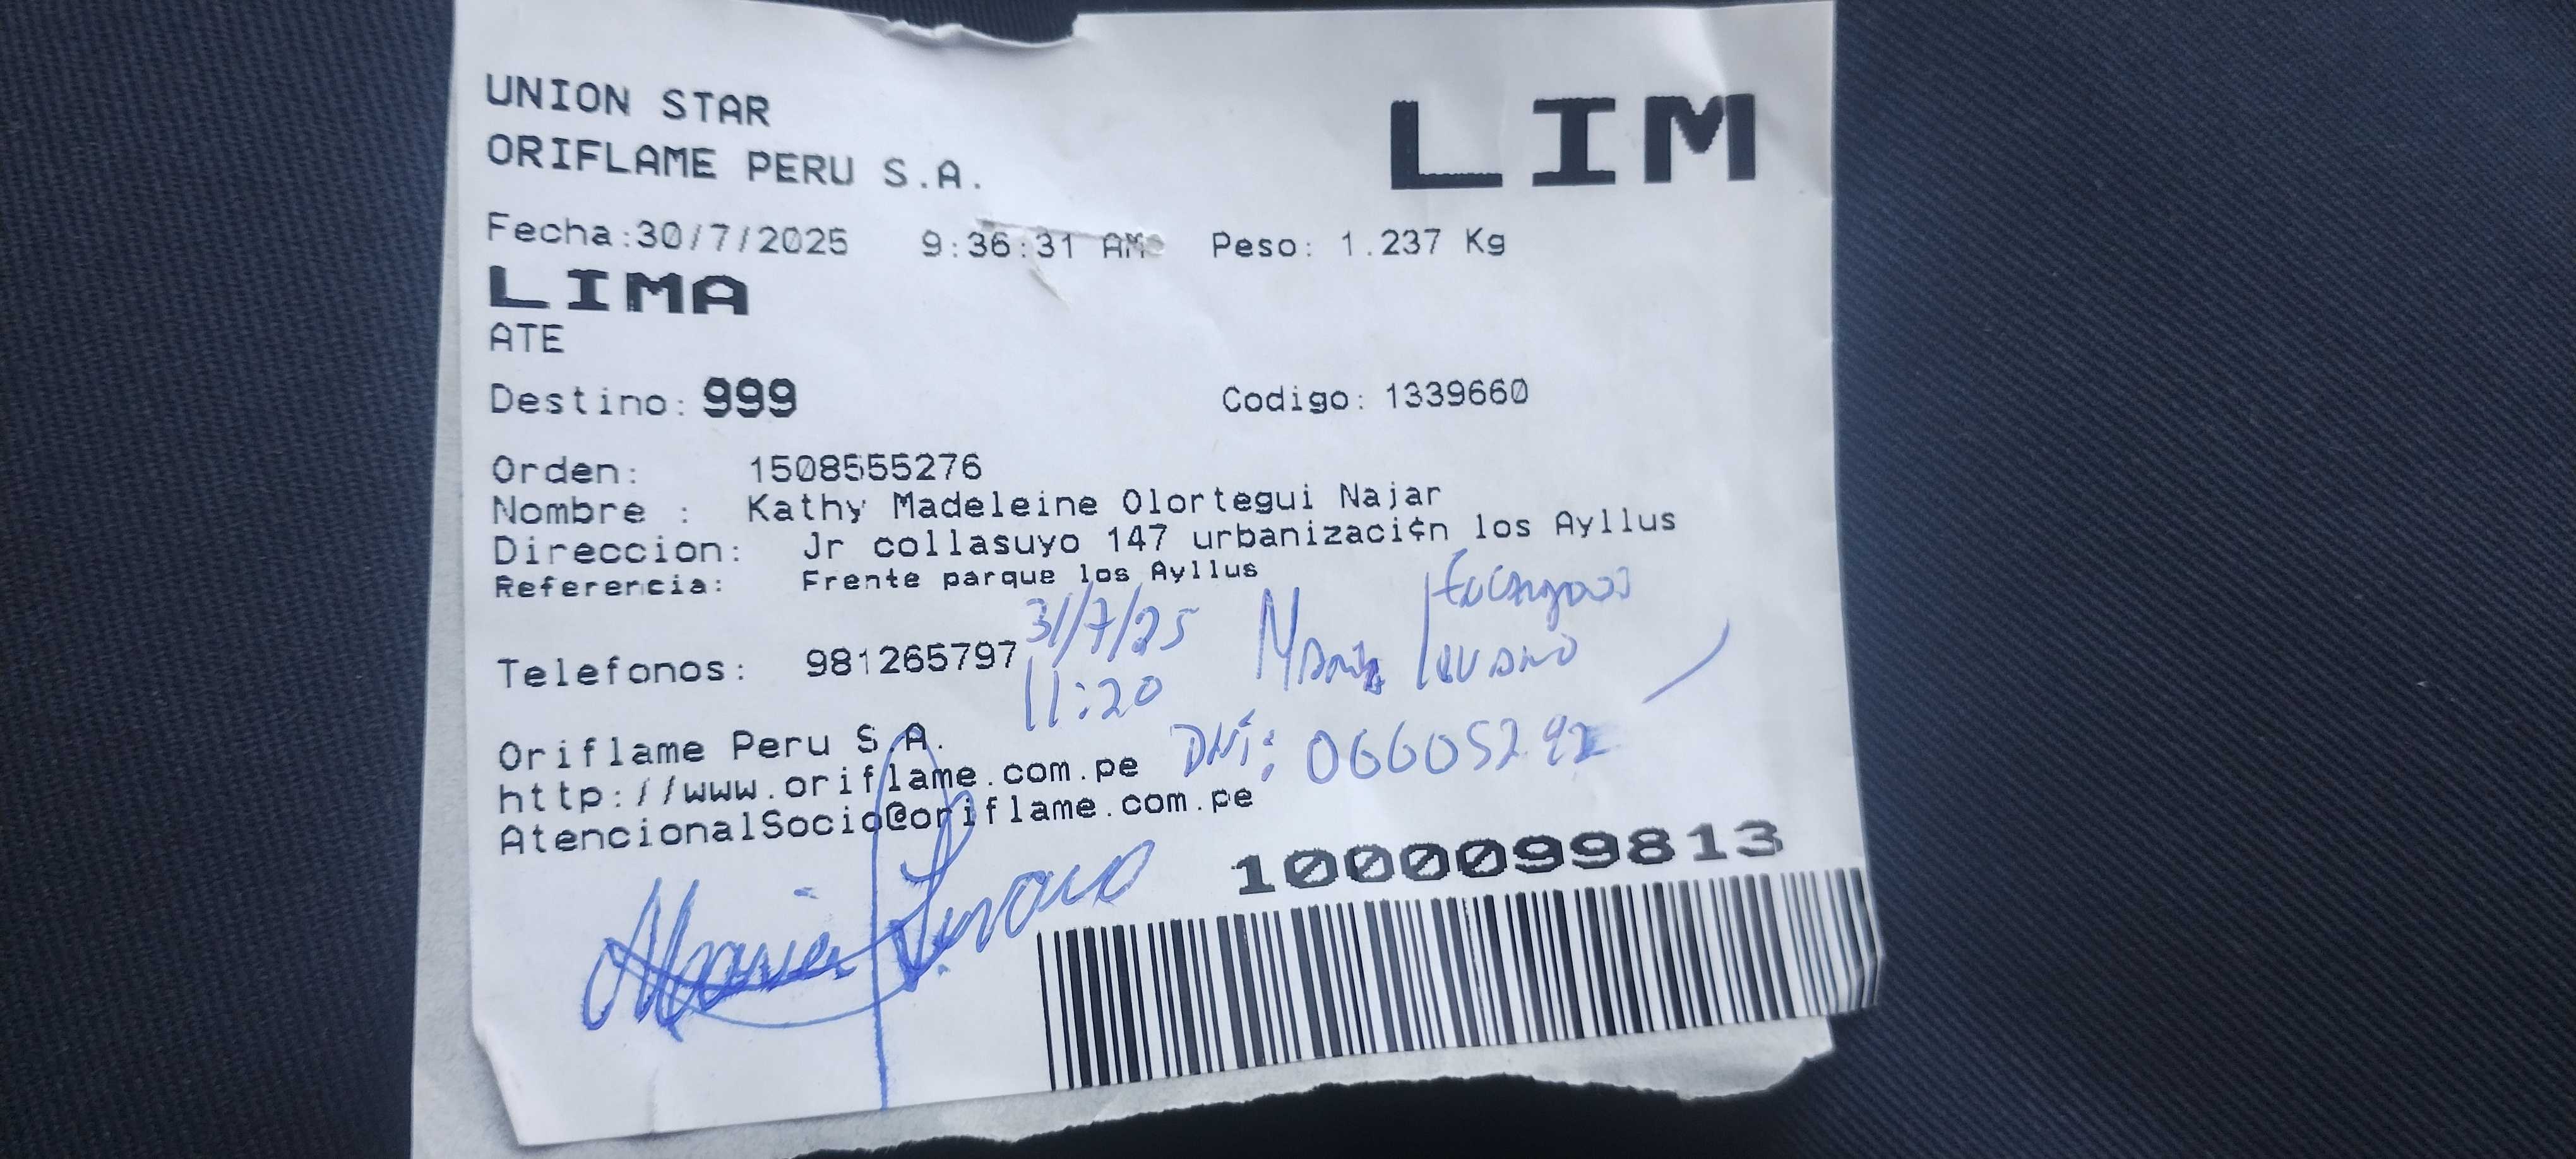 UNION STAR
ORIFLAME PERU S.A.
LIM
Fecha:30/7/2025 9:36:31 AM Peso: 1.237 Kg
LIMA
ATE
Destino: 999 Codigo: 1339660
Orden: 1508555276
Nombre : Kathy Madeleine Olortegui Najar
Direccion: Jr collasuyo 147 urbanizaci¢n los Ayllus
Referencia: Frente parque los Ayllus
Telefonos: 981265797
31/7/25
11:20
DNI:
Oriflame Peru S.A.
http://www.oriflame.com.pe
AtencionalSocio@oriflame.com.pe
1000099813